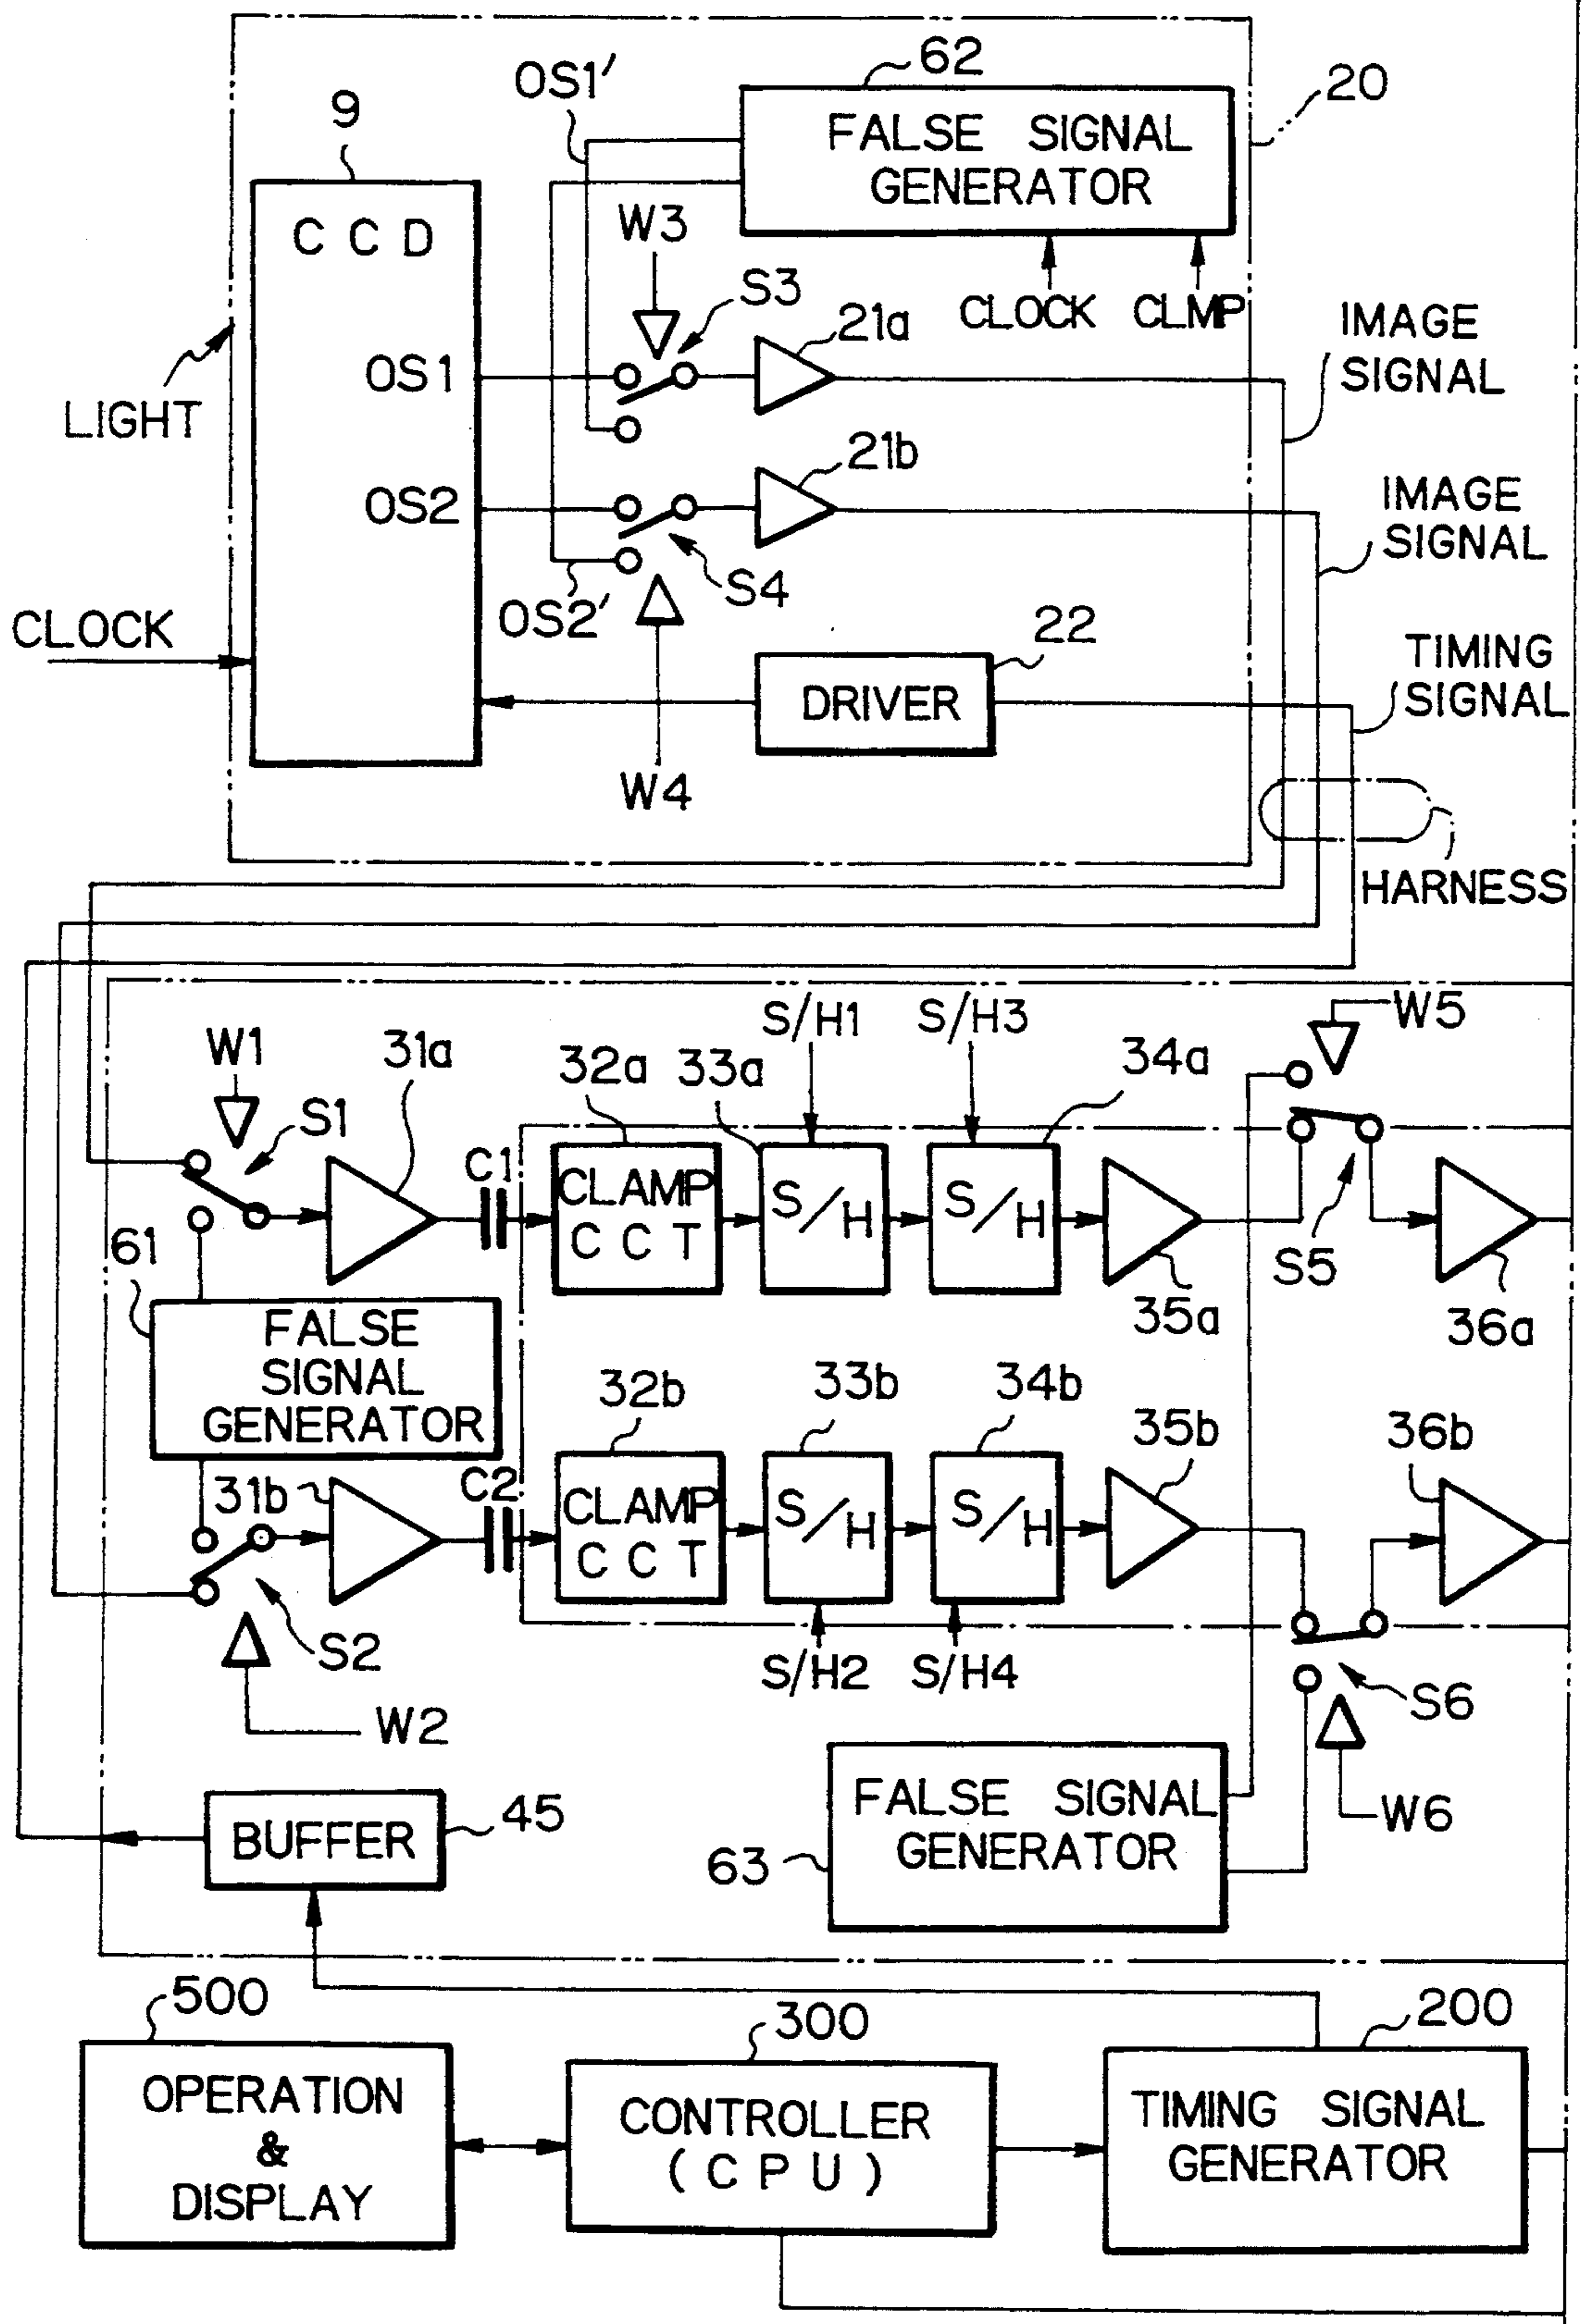 62
OS1′
20
9
FALSE SIGNAL
GENERATOR
C C D
W3
S3
CLOCK CLMP
21a
IMAGE
SIGNAL
OS1
LIGHT
21b
IMAGE
SIGNAL
OS2
S4
OS2′
CLOCK
22
TIMING
SIGNAL
DRIVER
W4
HARNESS
W1
31a
S/H1
S/H3
W5
32a
33a
34a
S1
C1
CLAMP
C C T
S/H
S/H
61
S5
35a
36a
FALSE
SIGNAL
GENERATOR
32b
33b
34b
35b
36b
31b
C2
CLAMP
C C T
S/H
S/H
S2
S/H2
S/H4
S6
W2
FALSE SIGNAL
GENERATOR
W6
BUFFER
45
63
500
300
200
OPERATION
&
DISPLAY
CONTROLLER
(C P U)
TIMING SIGNAL
GENERATOR